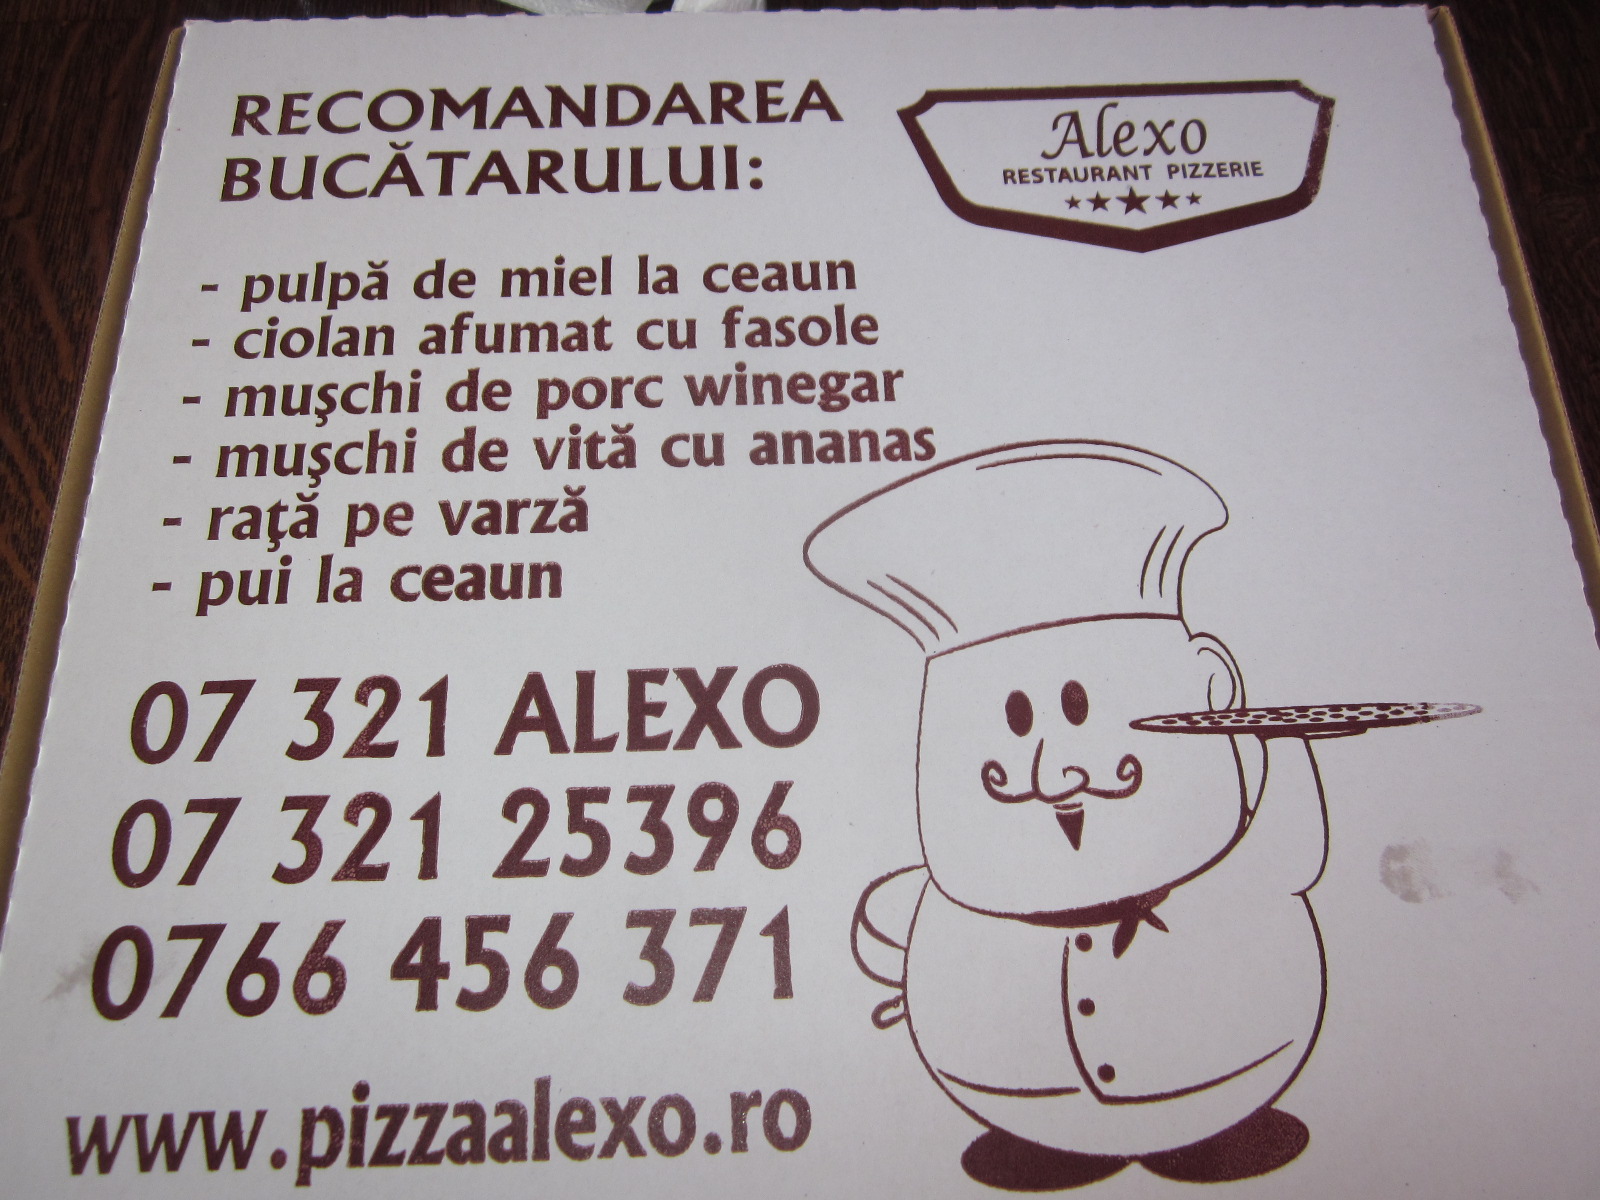 RECOMANDAREA
BUCĂTARULUI:
Alexo
RESTAURANT PIZZERIE
- pulpă de miel la ceaun
- ciolan afumat cu fasole
- muşchi de porc winegar
- muşchi de vită cu ananas
- raţă pe varză
- pui la ceaun
07 321 ALEXO
07 321 25396
0766 456 371
www.pizzaalexo.ro